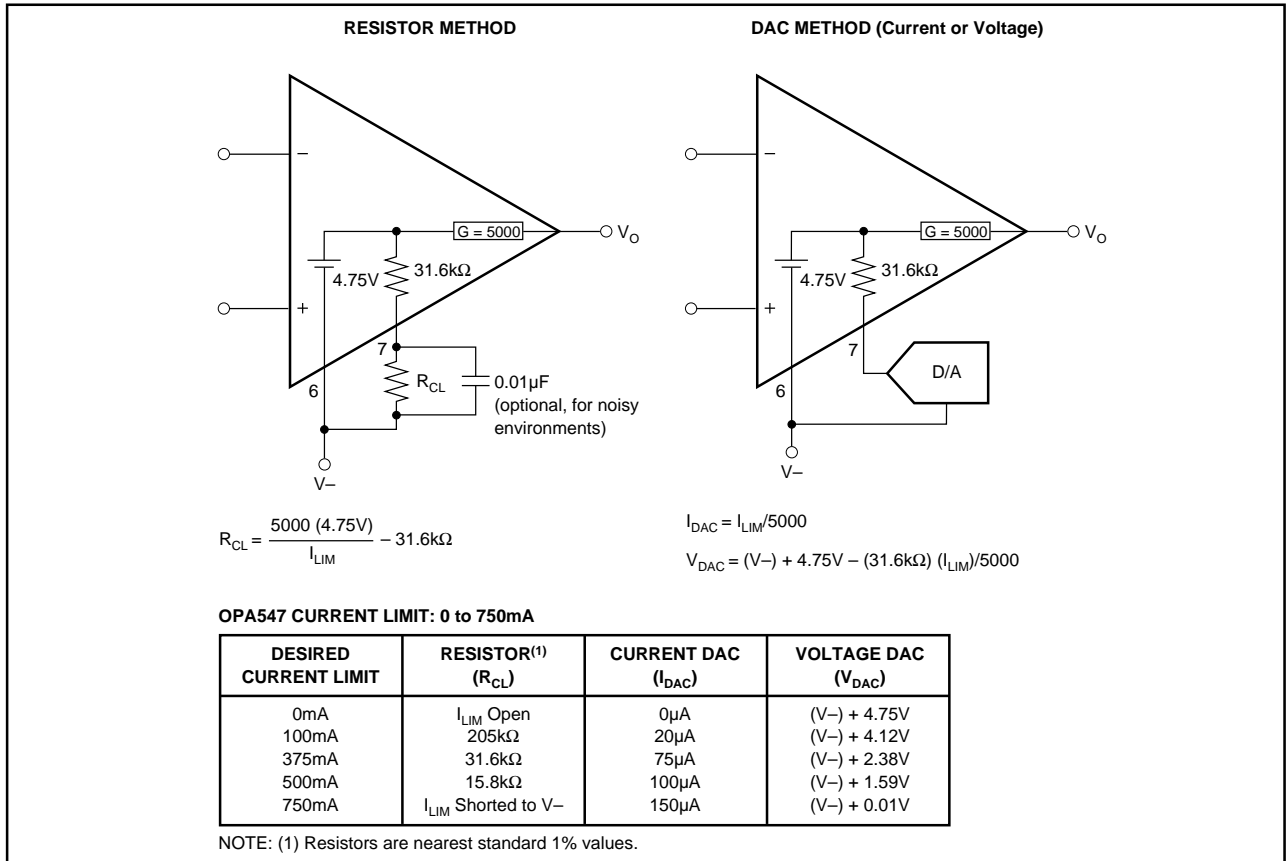 RESISTOR METHOD
DAC METHOD (Current or Voltage)
–
G = 5000
V_O
4.75V
31.6kΩ
+
7
6
R_CL
0.01µF
(optional, for noisy
environments)
V–
–
G = 5000
V_O
4.75V
31.6kΩ
+
7
6
D/A
V–
R_CL = 5000 (4.75V) / I_LIM – 31.6kΩ
I_DAC = I_LIM/5000
V_DAC = (V–) + 4.75V – (31.6kΩ) (I_LIM)/5000
OPA547 CURRENT LIMIT: 0 to 750mA
DESIRED CURRENT LIMIT | RESISTOR(1) (R_CL) | CURRENT DAC (I_DAC) | VOLTAGE DAC (V_DAC)
0mA | I_LIM Open | 0µA | (V–) + 4.75V
100mA | 205kΩ | 20µA | (V–) + 4.12V
375mA | 31.6kΩ | 75µA | (V–) + 2.38V
500mA | 15.8kΩ | 100µA | (V–) + 1.59V
750mA | I_LIM Shorted to V– | 150µA | (V–) + 0.01V
NOTE: (1) Resistors are nearest standard 1% values.